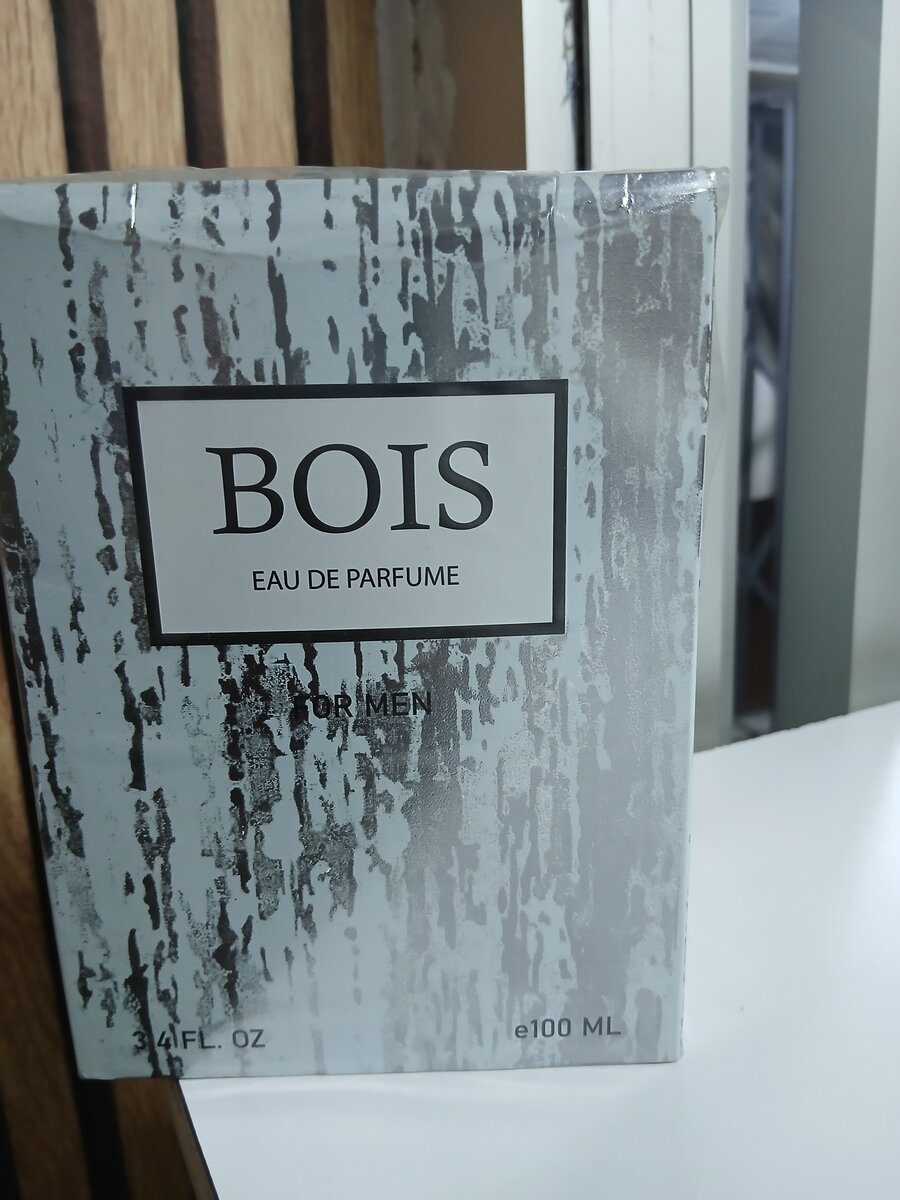 BOIS
EAU DE PARFUME
FOR MEN
3.4 FL. OZ
e100 ML